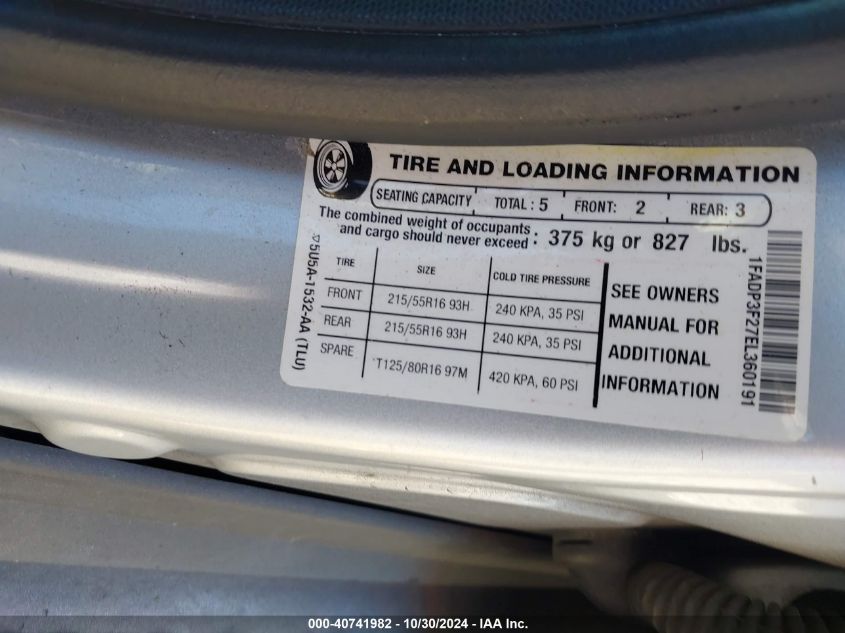 TIRE AND LOADING INFORMATION
SEATING CAPACITY TOTAL: 5 FRONT: 2 REAR: 3
The combined weight of occupants
and cargo should never exceed : 375 kg or 827 lbs.
TIRE SIZE COLD TIRE PRESSURE
FRONT 215/55R16 93H 240 KPA, 35 PSI
REAR 215/55R16 93H 240 KPA, 35 PSI
SPARE T125/80R16 97M 420 KPA, 60 PSI
SEE OWNERS
MANUAL FOR
ADDITIONAL
INFORMATION
5U5A-1532-AA (TLU)
1FADP3F27EL360191
000-40741982 - 10/30/2024 - IAA Inc.